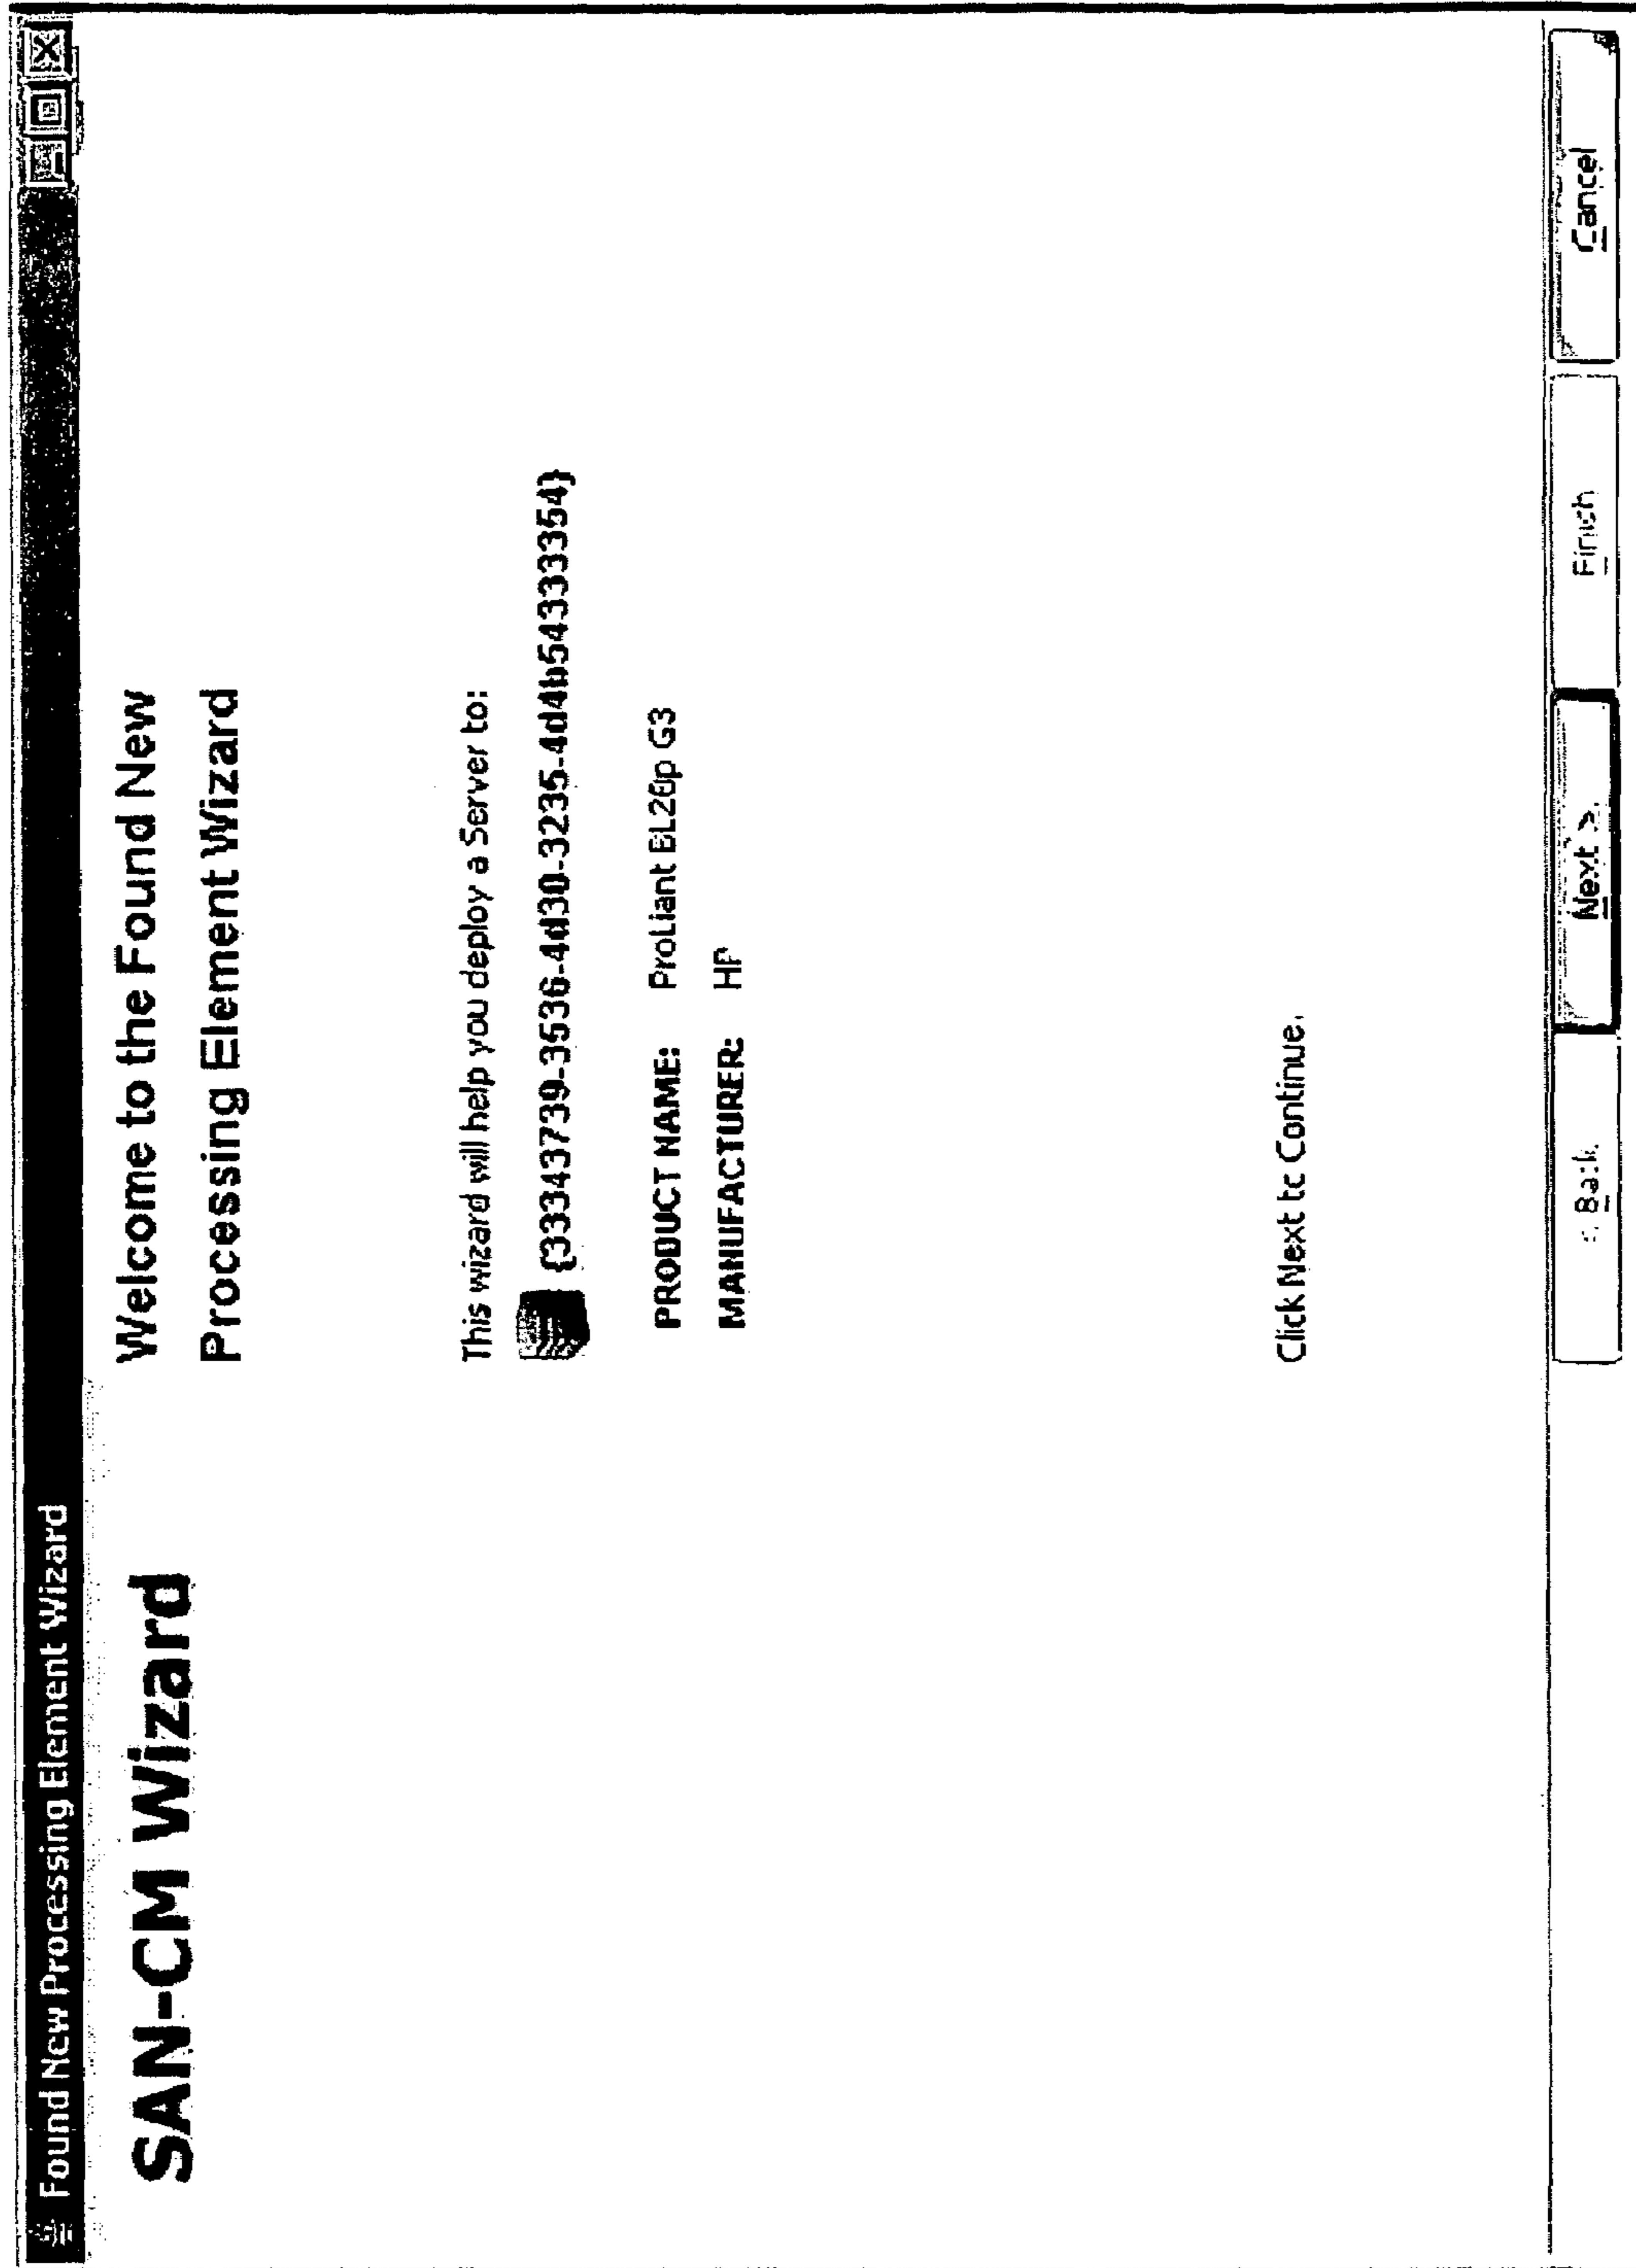 Found New Processing Element Wizard
SAN-CM Wizard
Welcome to the Found New
Processing Element Wizard
This wizard will help you deploy a Server to:
{33343739-3536-4d30-3235-4d4b54333354}
PRODUCT NAME: ProLiant BL20p G3
MANUFACTURER: HP
Click Next to Continue.
< Back
Next >
Finish
Cancel